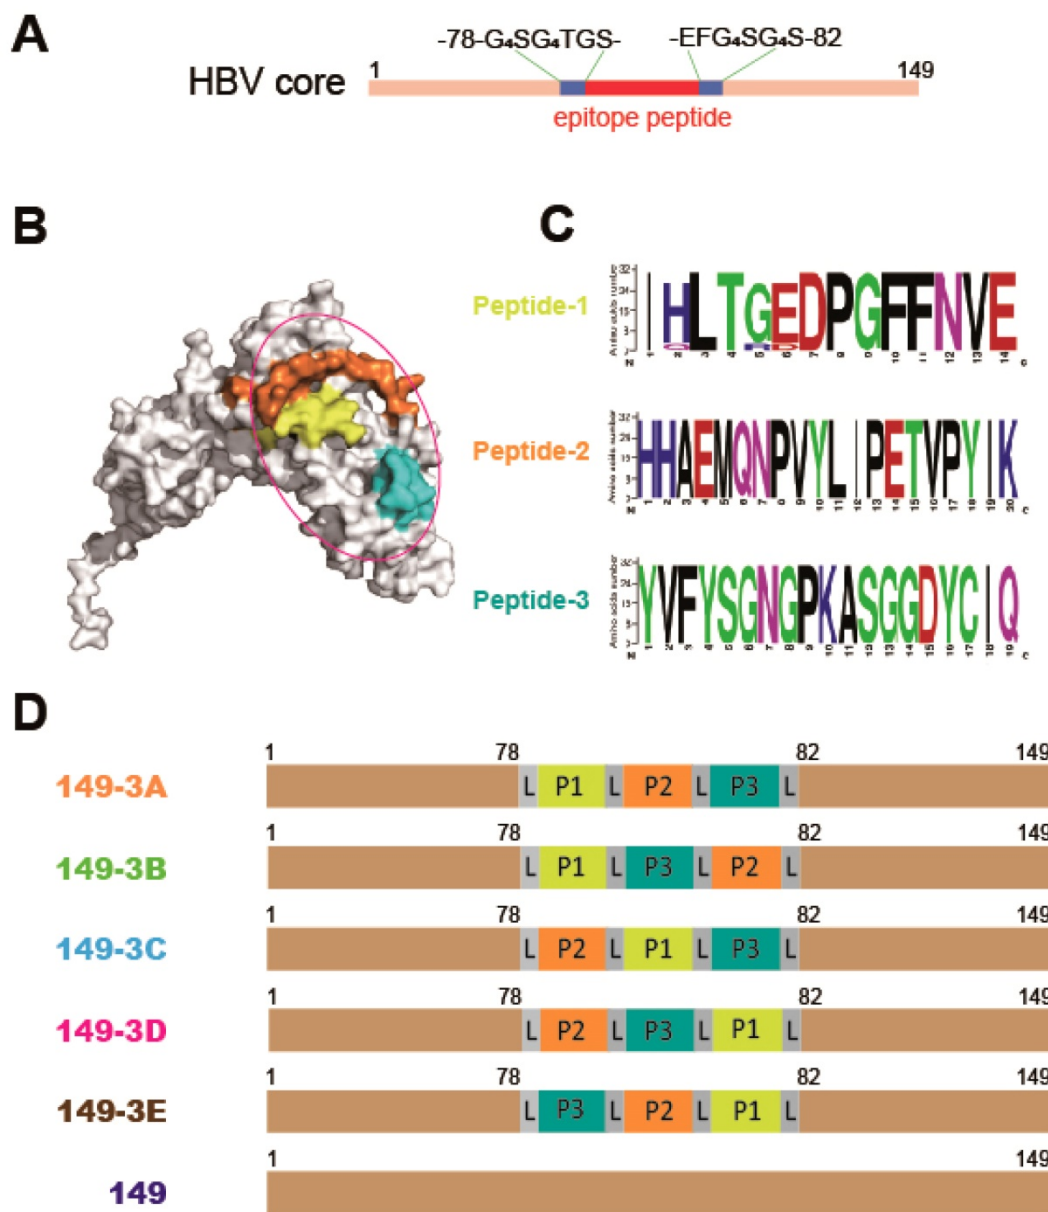 A
-78-G₄SG₄TGS- -EFG₄SG₄S-82
1 149
HBV core
epitope peptide
B
C
Peptide-1
I H L T G E D P G F F N V E
Peptide-2
H H A E M Q N P V Y L I P E T V P Y I K
Peptide-3
Y V F Y S G N G P K A S G G D Y C I Q
D
1 78 82 149
149-3A L P1 L P2 L P3 L
1 78 82 149
149-3B L P1 L P3 L P2 L
1 78 82 149
149-3C L P2 L P1 L P3 L
1 78 82 149
149-3D L P2 L P3 L P1 L
1 78 82 149
149-3E L P3 L P2 L P1 L
1 149
149